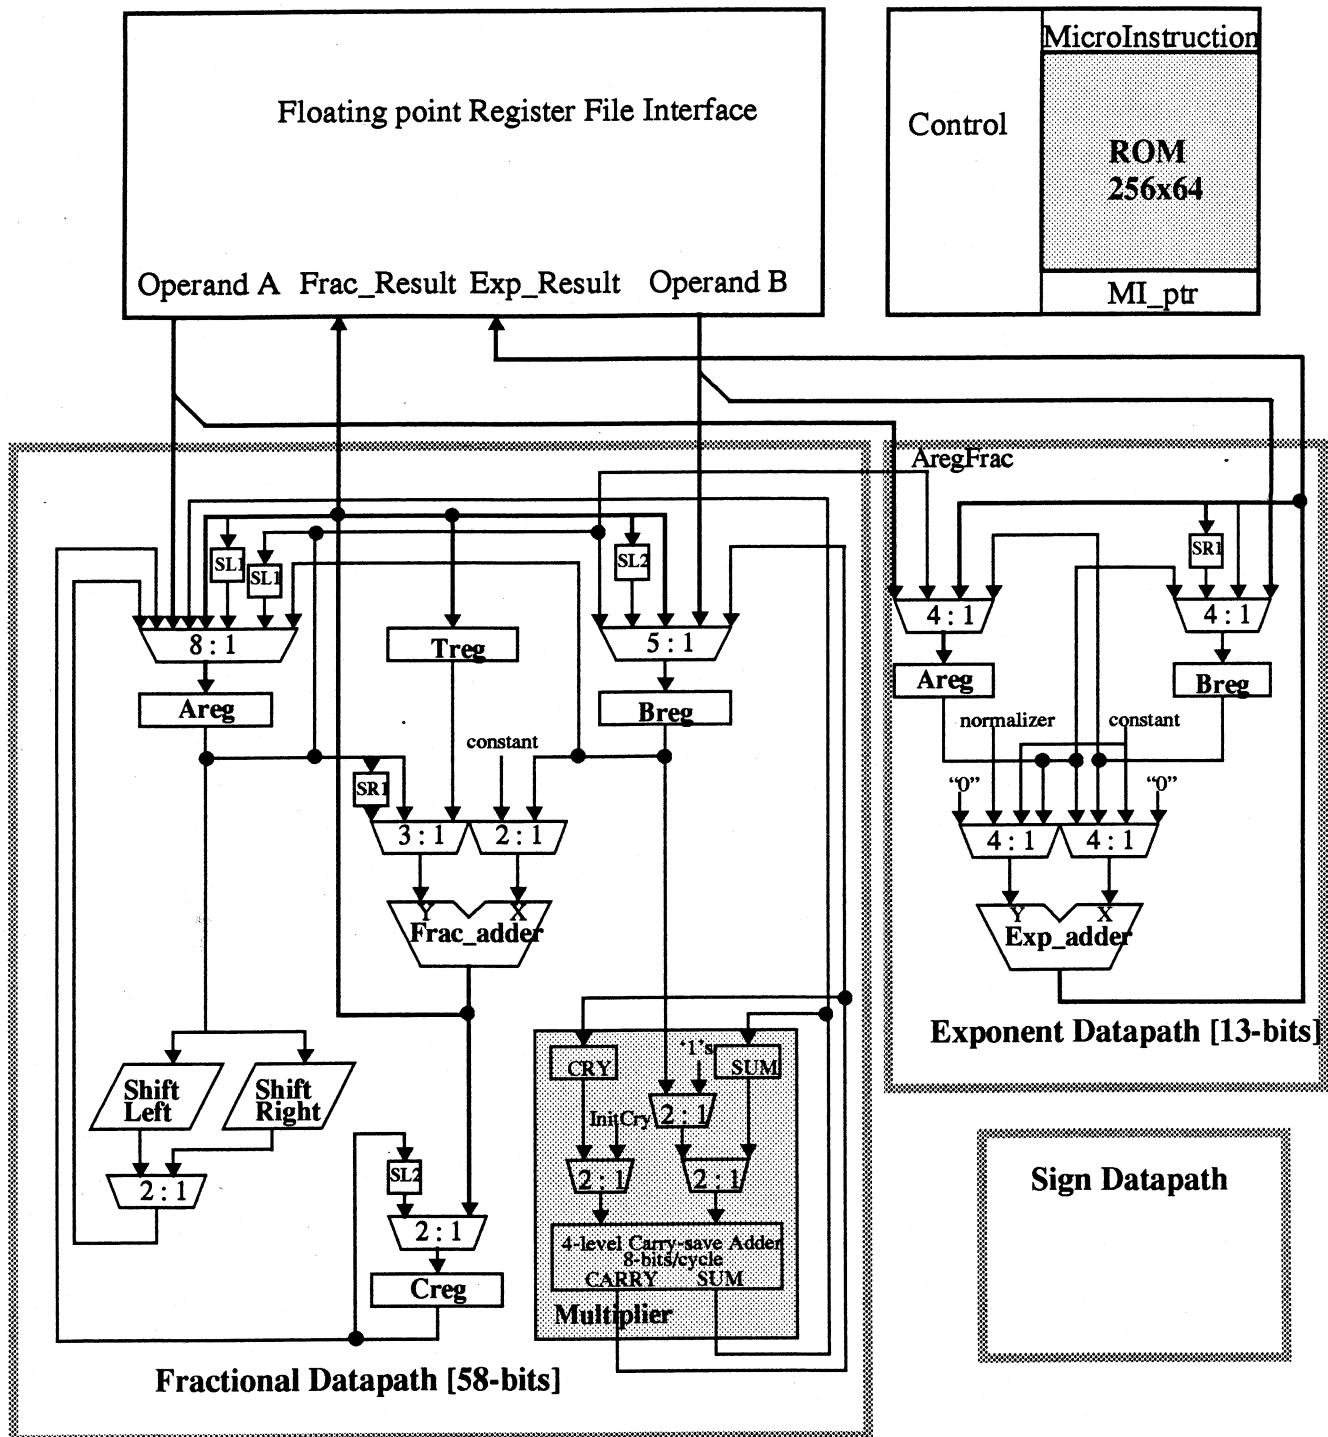 MicroInstruction
Floating point Register File Interface
Control
ROM
256x64
Operand A Frac_Result Exp_Result Operand B
MI_ptr
AregFrac
SL1
SL1
SL2
SR1
8 : 1
Treg
5 : 1
4 : 1
4 : 1
Areg
Breg
Areg
Breg
constant
normalizer
constant
SR1
"0"
"0"
3 : 1
2 : 1
4 : 1
4 : 1
Y X
Frac_adder
Y X
Exp_adder
Exponent Datapath [13-bits]
Shift
Left
Shift
Right
CRY
'1's
SUM
InitCry
2 : 1
2 : 1
2 : 1
2 : 1
SL2
2 : 1
Creg
4-level Carry-save Adder
8-bits/cycle
CARRY SUM
Multiplier
Sign Datapath
Fractional Datapath [58-bits]